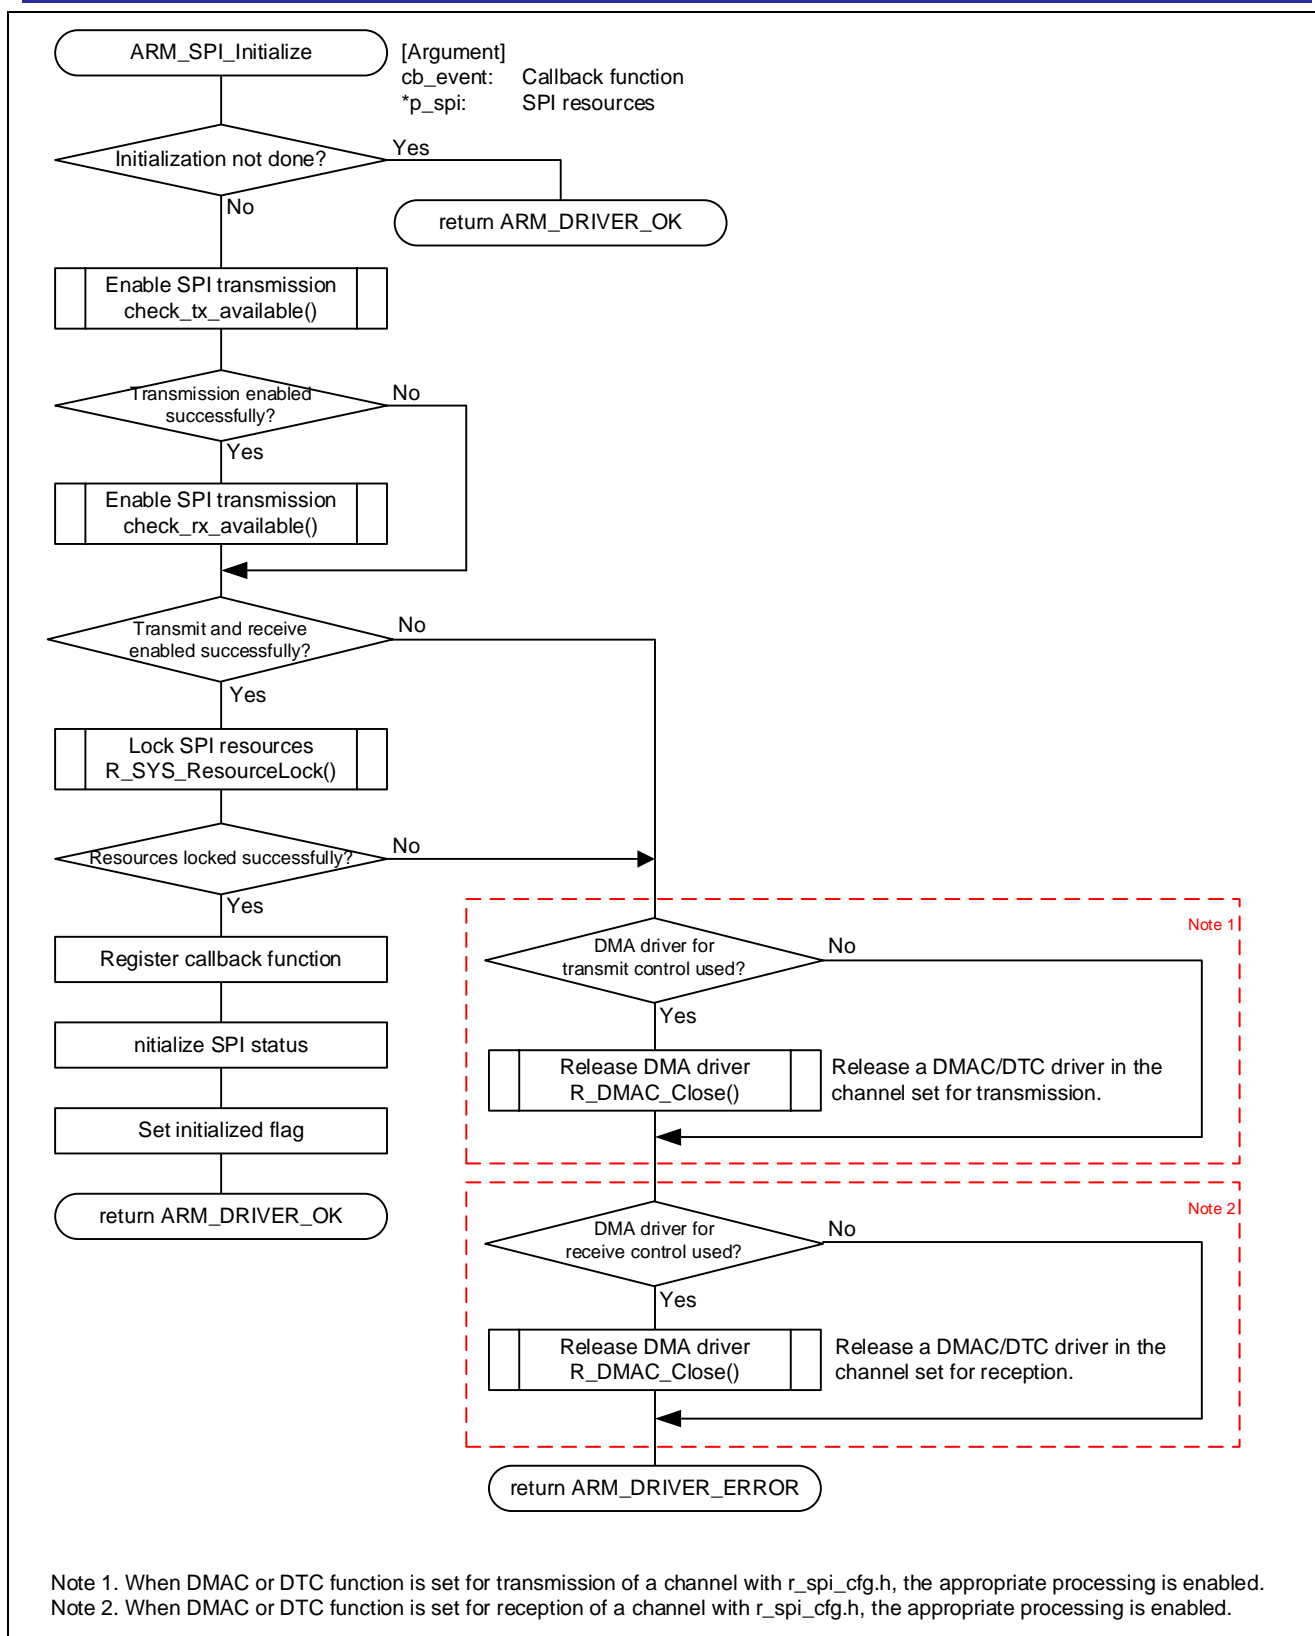 ARM_SPI_Initialize
[Argument]
cb_event: Callback function
*p_spi: SPI resources
Initialization not done?
Yes
No
return ARM_DRIVER_OK
Enable SPI transmission
check_tx_available()
Transmission enabled
successfully?
No
Yes
Enable SPI transmission
check_rx_available()
Transmit and receive
enabled successfully?
No
Yes
Lock SPI resources
R_SYS_ResourceLock()
Resources locked successfully?
No
Yes
Register callback function
nitialize SPI status
Set initialized flag
return ARM_DRIVER_OK
Note 1
DMA driver for
transmit control used?
No
Yes
Release DMA driver
R_DMAC_Close()
Release a DMAC/DTC driver in the
channel set for transmission.
Note 2
DMA driver for
receive control used?
No
Yes
Release DMA driver
R_DMAC_Close()
Release a DMAC/DTC driver in the
channel set for reception.
return ARM_DRIVER_ERROR
Note 1. When DMAC or DTC function is set for transmission of a channel with r_spi_cfg.h, the appropriate processing is enabled.
Note 2. When DMAC or DTC function is set for reception of a channel with r_spi_cfg.h, the appropriate processing is enabled.